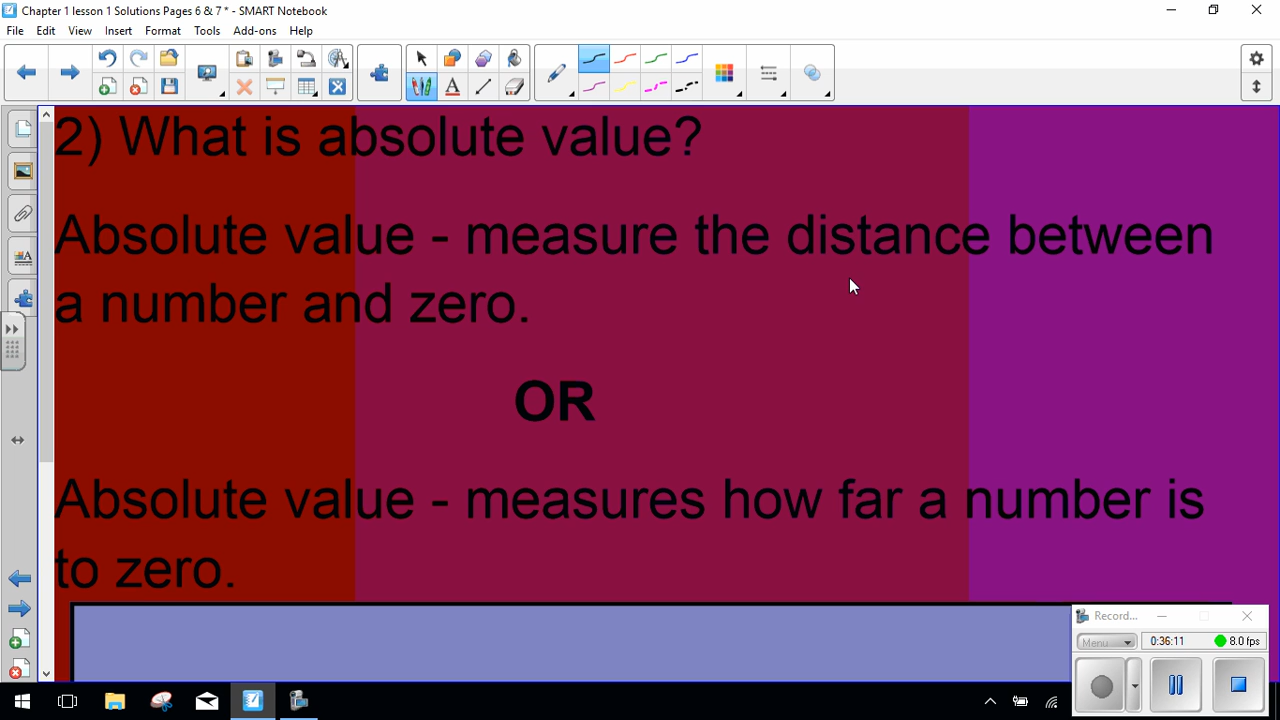 Chapter 1 lesson 1 Solutions Pages 6 & 7 * - SMART Notebook
File Edit View Insert Format Tools Add-ons Help
2) What is absolute value?
Absolute value - measure the distance between
a number and zero.
OR
Absolute value - measures how far a number is
to zero.
Record...
Menu 0:36:11 8.0 fps